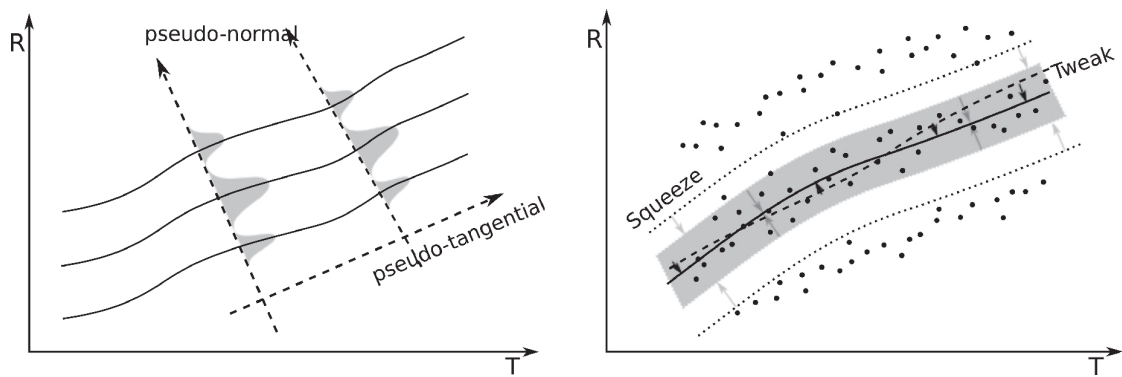 R
pseudo-normal
pseudo-tangential
T
R
Tweak
Squeeze
T